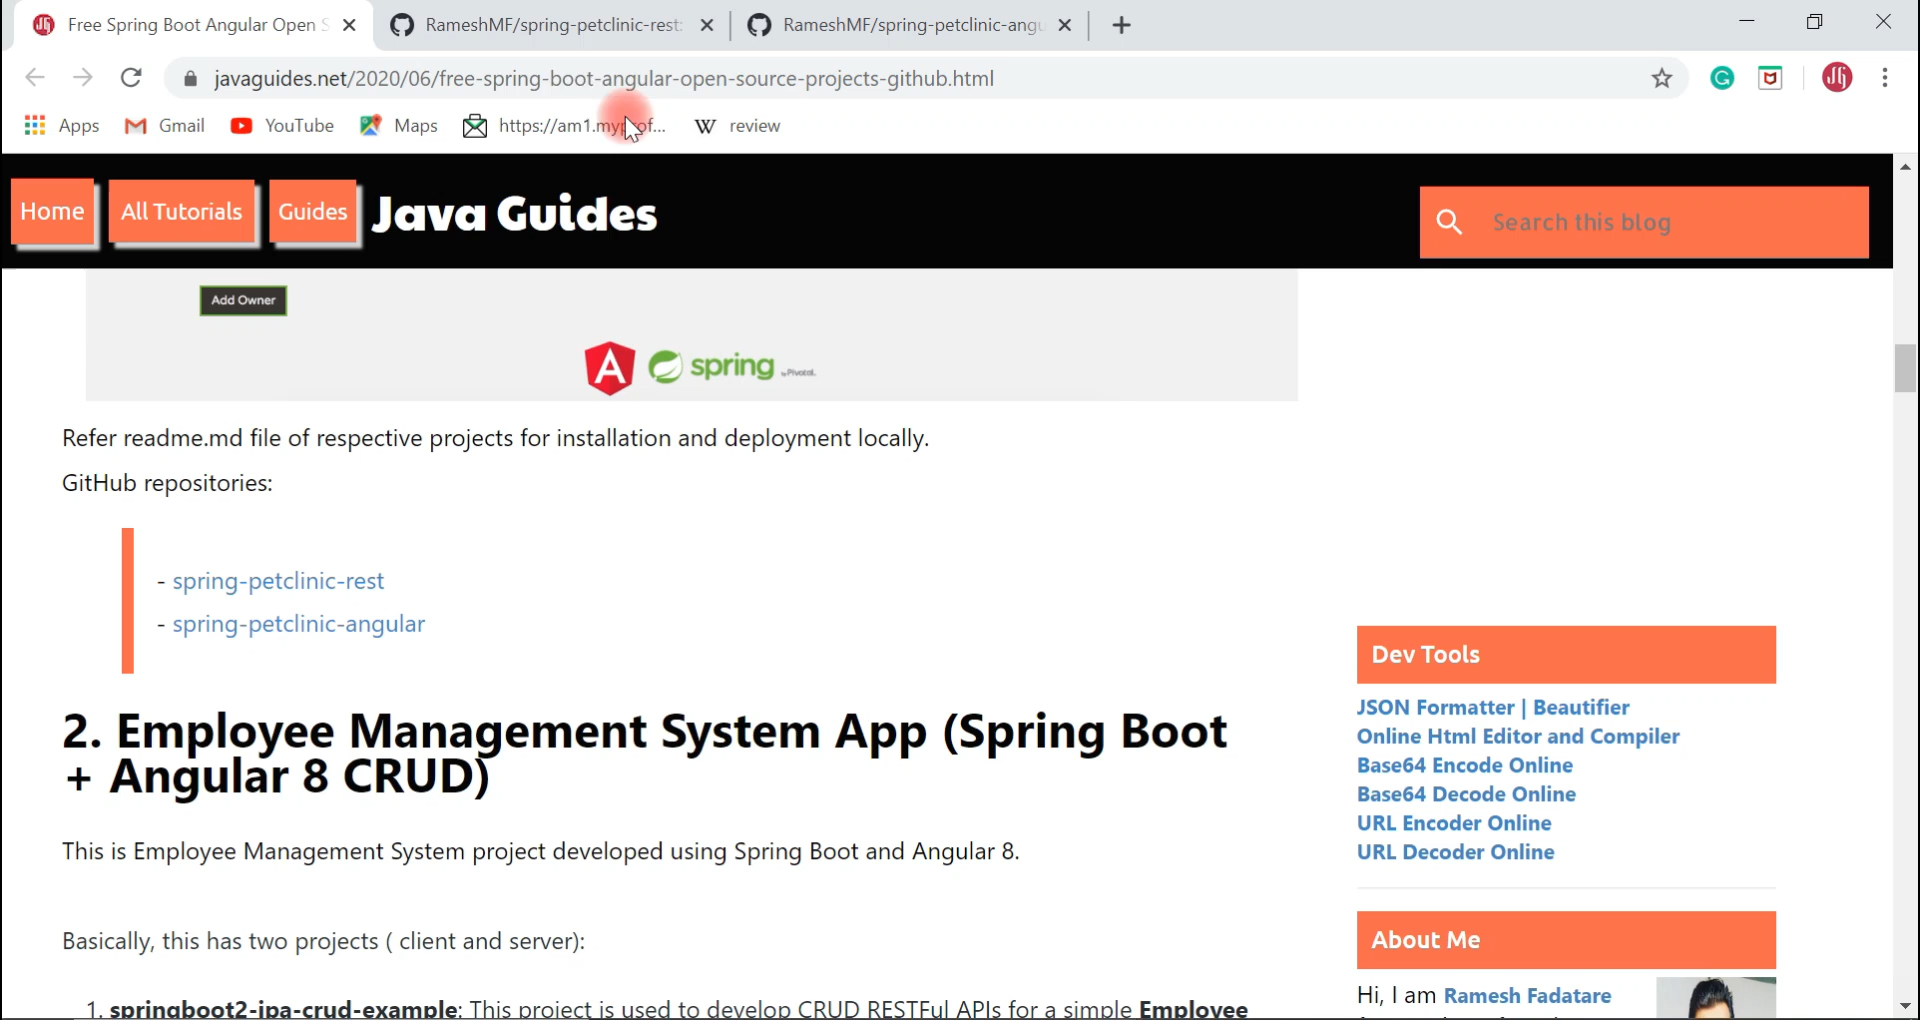 Free Spring Boot Angular Open S
RameshMF/spring-petclinic-rest:
RameshMF/spring-petclinic-angu
javaguides.net/2020/06/free-spring-boot-angular-open-source-projects-github.html
Apps
Gmail
YouTube
Maps
https://am1.myprof...
W review
Home
All Tutorials
Guides
Java Guides
Search this blog
Add Owner
spring by Pivotal.
Refer readme.md file of respective projects for installation and deployment locally.
GitHub repositories:
- spring-petclinic-rest
- spring-petclinic-angular
2. Employee Management System App (Spring Boot
+ Angular 8 CRUD)
This is Employee Management System project developed using Spring Boot and Angular 8.
Basically, this has two projects ( client and server):
1. springboot2-jpa-crud-example: This project is used to develop CRUD RESTFul APIs for a simple Employee
Dev Tools
JSON Formatter | Beautifier
Online Html Editor and Compiler
Base64 Encode Online
Base64 Decode Online
URL Encoder Online
URL Decoder Online
About Me
Hi, I am Ramesh Fadatare